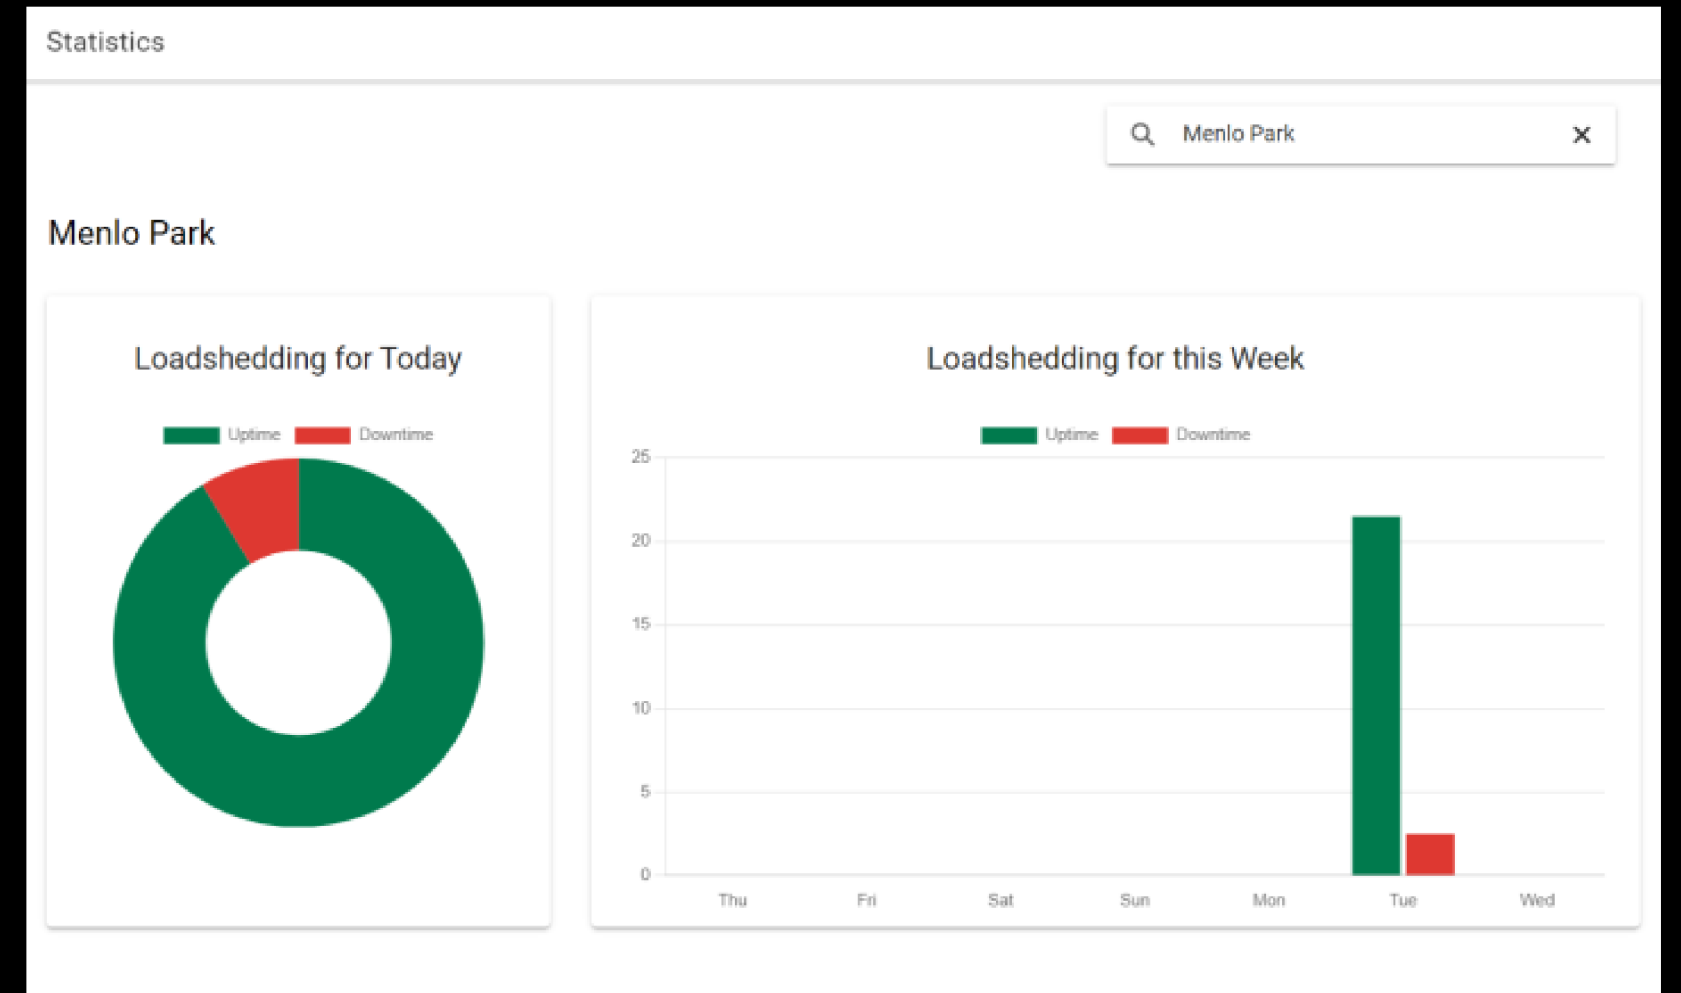 Statistics
Menlo Park
Menlo Park
Loadshedding for Today
Uptime Downtime
Loadshedding for this Week
Uptime Downtime
25
20
15
10
5
0
Thu Fri Sat Sun Mon Tue Wed